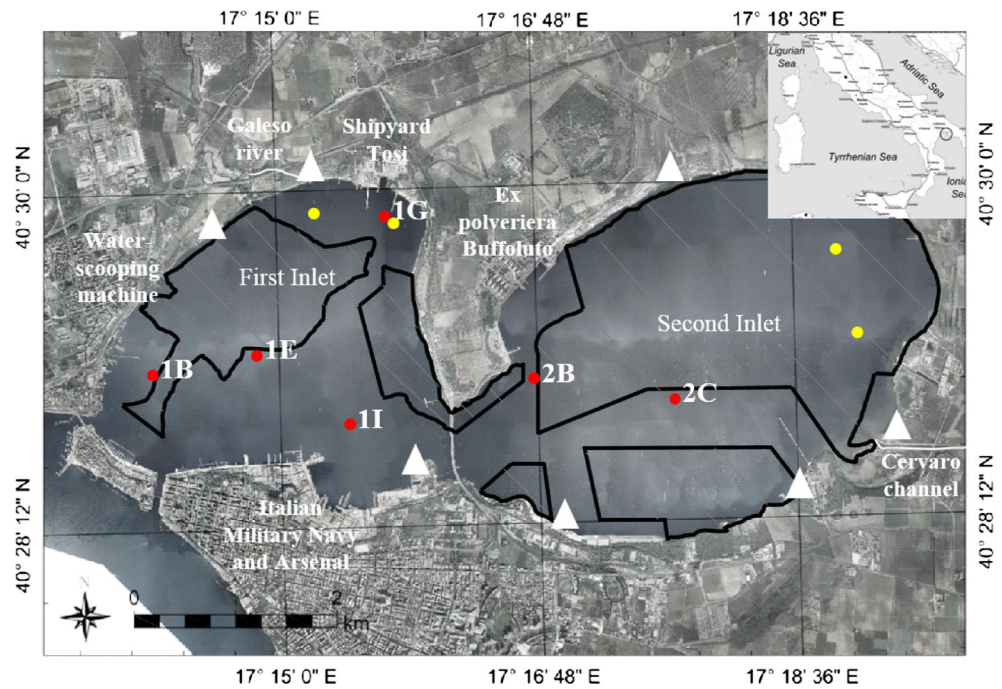 17° 15' 0" E
17° 16' 48" E
17° 18' 36" E
Ligurian
Sea
Adriatic Sea
Tyrrhenian Sea
Ionia
Sea
40° 30' 0" N
40° 30' 0" N
Galeso
river
Shipyard
Tosi
1G
Ex
polveriera
Buffoluto
Water-
scooping
machine
First Inlet
Second Inlet
1B
1E
2B
2C
1I
Cervaro
channel
Italian
Military Navy
and Arsenal
40° 28' 12" N
40° 28' 12" N
N
0
2
km
17° 15' 0" E
17° 16' 48" E
17° 18' 36" E